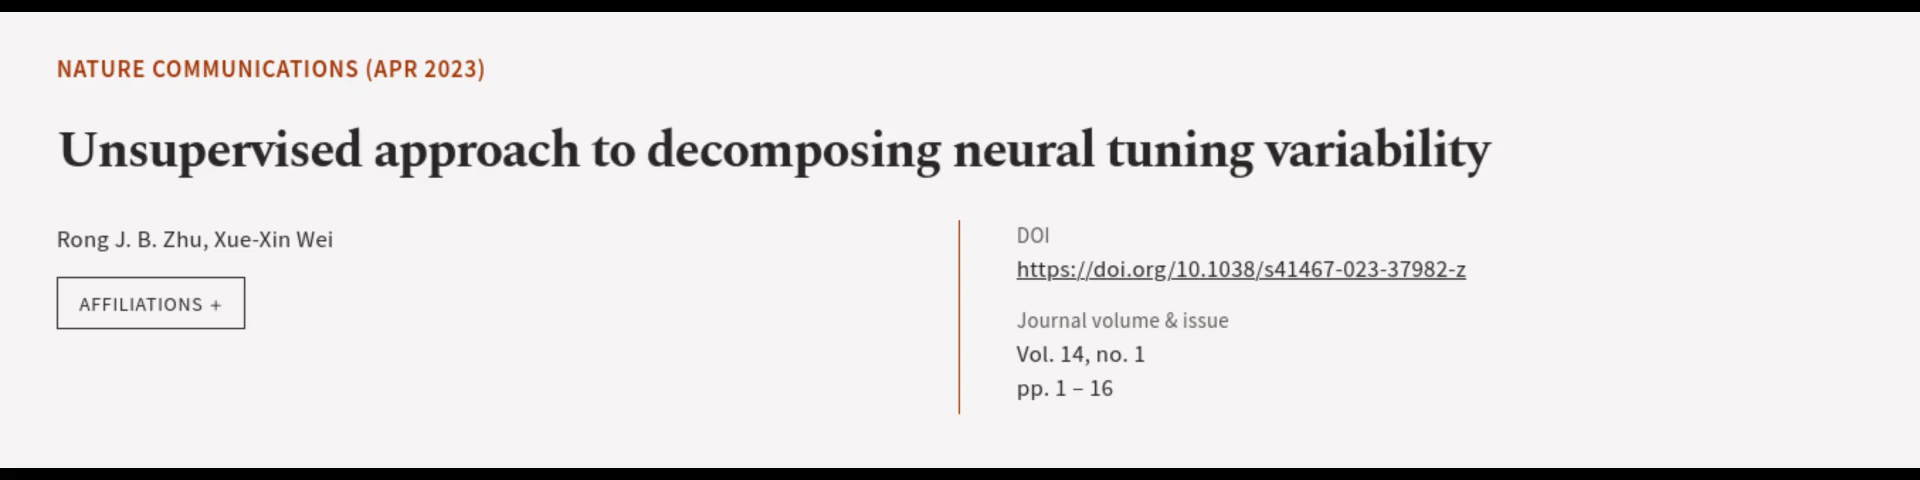 NATURE COMMUNICATIONS (APR 2023)
Unsupervised approach to decomposing neural tuning variability
Rong J. B. Zhu, Xue-Xin Wei
AFFILIATIONS +
DOI
https://doi.org/10.1038/s41467-023-37982-z
Journal volume & issue
Vol. 14, no. 1
pp. 1 – 16